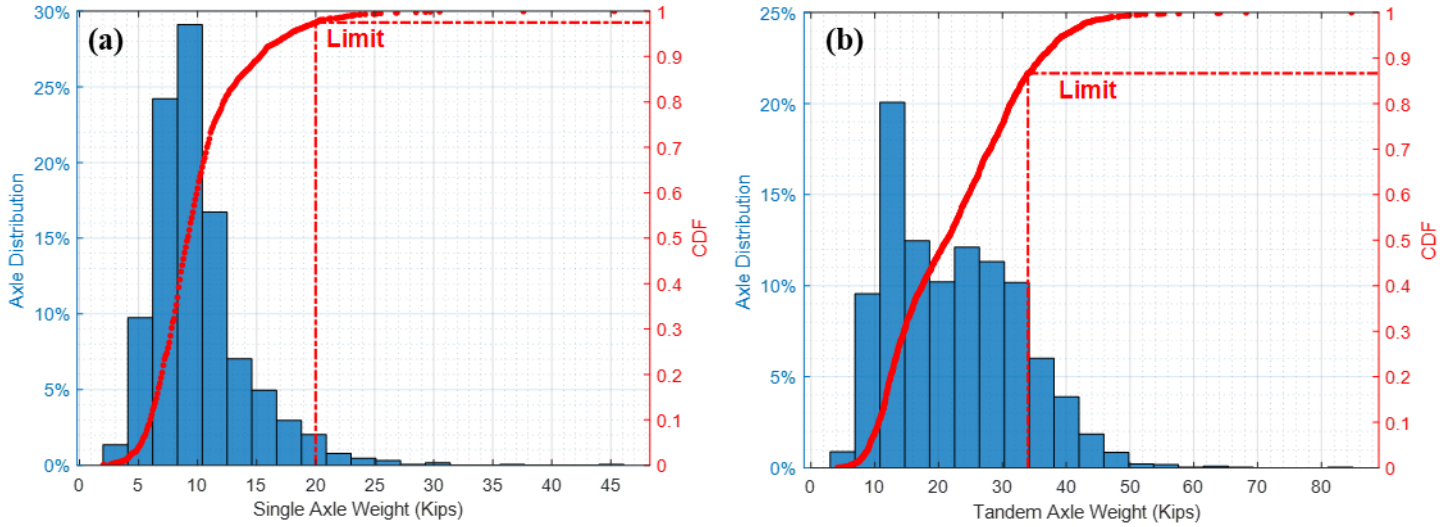 (a)
30%
25%
20%
15%
10%
5%
0%
Axle Distribution
Limit
1
0.9
0.8
0.7
0.6
0.5
0.4
0.3
0.2
0.1
0
CDF
0 5 10 15 20 25 30 35 40 45
Single Axle Weight (Kips)
(b)
25%
20%
15%
10%
5%
0%
Axle Distribution
Limit
1
0.9
0.8
0.7
0.6
0.5
0.4
0.3
0.2
0.1
0
CDF
0 10 20 30 40 50 60 70 80
Tandem Axle Weight (Kips)